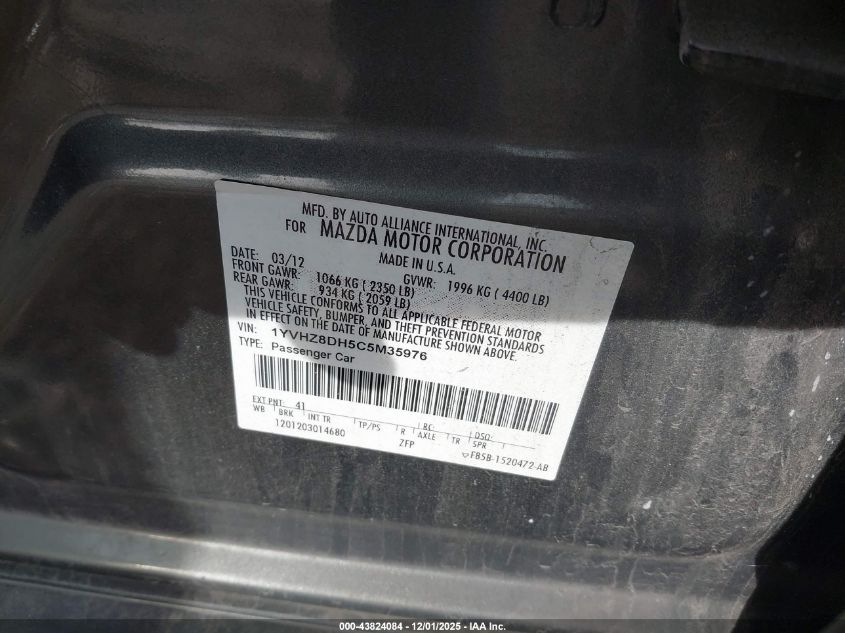 MFD. BY AUTO ALLIANCE INTERNATIONAL, INC.
FOR MAZDA MOTOR CORPORATION
MADE IN U.S.A.
DATE: 03/12 GVWR: 1996 KG ( 4400 LB)
FRONT GAWR: 1066 KG ( 2350 LB)
REAR GAWR: 934 KG ( 2059 LB)
THIS VEHICLE CONFORMS TO ALL APPLICABLE FEDERAL MOTOR
VEHICLE SAFETY, BUMPER, AND THEFT PREVENTION STANDARDS
IN EFFECT ON THE DATE OF MANUFACTURE SHOWN ABOVE.
VIN: 1YVHZ8DH5C5M35976
TYPE: Passenger Car
EXT PNT: 41 RC: DSO:
WB BRK INT TR TP/PS R AXLE TR SPR
1201203014680 ZFP
FB5B-1520472-AB
000-43824084 - 12/01/2025 - IAA Inc.